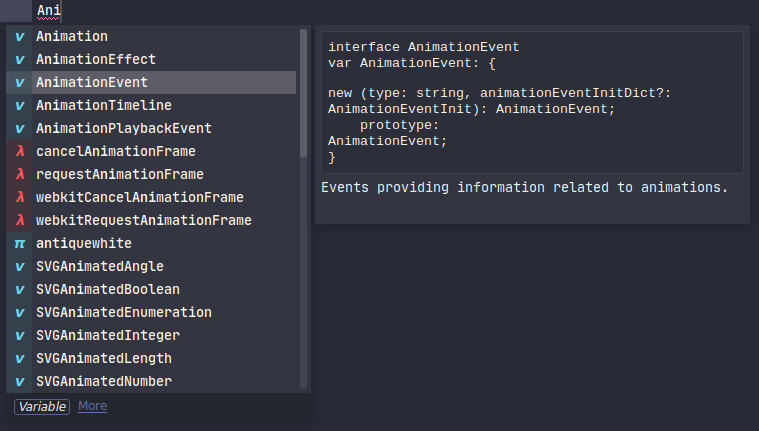 Ani
v Animation
v AnimationEffect
v AnimationEvent
v AnimationTimeline
v AnimationPlaybackEvent
λ cancelAnimationFrame
λ requestAnimationFrame
λ webkitCancelAnimationFrame
λ webkitRequestAnimationFrame
π antiquewhite
v SVGAnimatedAngle
v SVGAnimatedBoolean
v SVGAnimatedEnumeration
v SVGAnimatedInteger
v SVGAnimatedLength
v SVGAnimatedNumber
Variable More
interface AnimationEvent
var AnimationEvent: {
new (type: string, animationEventInitDict?:
AnimationEventInit): AnimationEvent;
prototype:
AnimationEvent;
}
Events providing information related to animations.